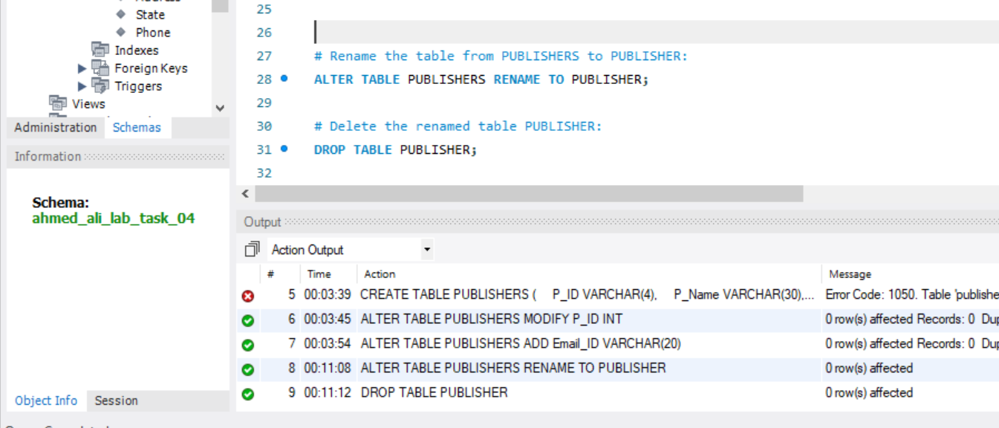 State
Phone
Indexes
Foreign Keys
Triggers
Views
Administration Schemas
Information
Schema:
ahmed_ali_lab_task_04
Object Info Session
25
26
27 # Rename the table from PUBLISHERS to PUBLISHER:
28 ALTER TABLE PUBLISHERS RENAME TO PUBLISHER;
29
30 # Delete the renamed table PUBLISHER:
31 DROP TABLE PUBLISHER;
32
Output
Action Output
# Time Action Message
5 00:03:39 CREATE TABLE PUBLISHERS ( P_ID VARCHAR(4), P_Name VARCHAR(30),... Error Code: 1050. Table 'publishe
6 00:03:45 ALTER TABLE PUBLISHERS MODIFY P_ID INT 0 row(s) affected Records: 0 Dup
7 00:03:54 ALTER TABLE PUBLISHERS ADD Email_ID VARCHAR(20) 0 row(s) affected Records: 0 Dup
8 00:11:08 ALTER TABLE PUBLISHERS RENAME TO PUBLISHER 0 row(s) affected
9 00:11:12 DROP TABLE PUBLISHER 0 row(s) affected